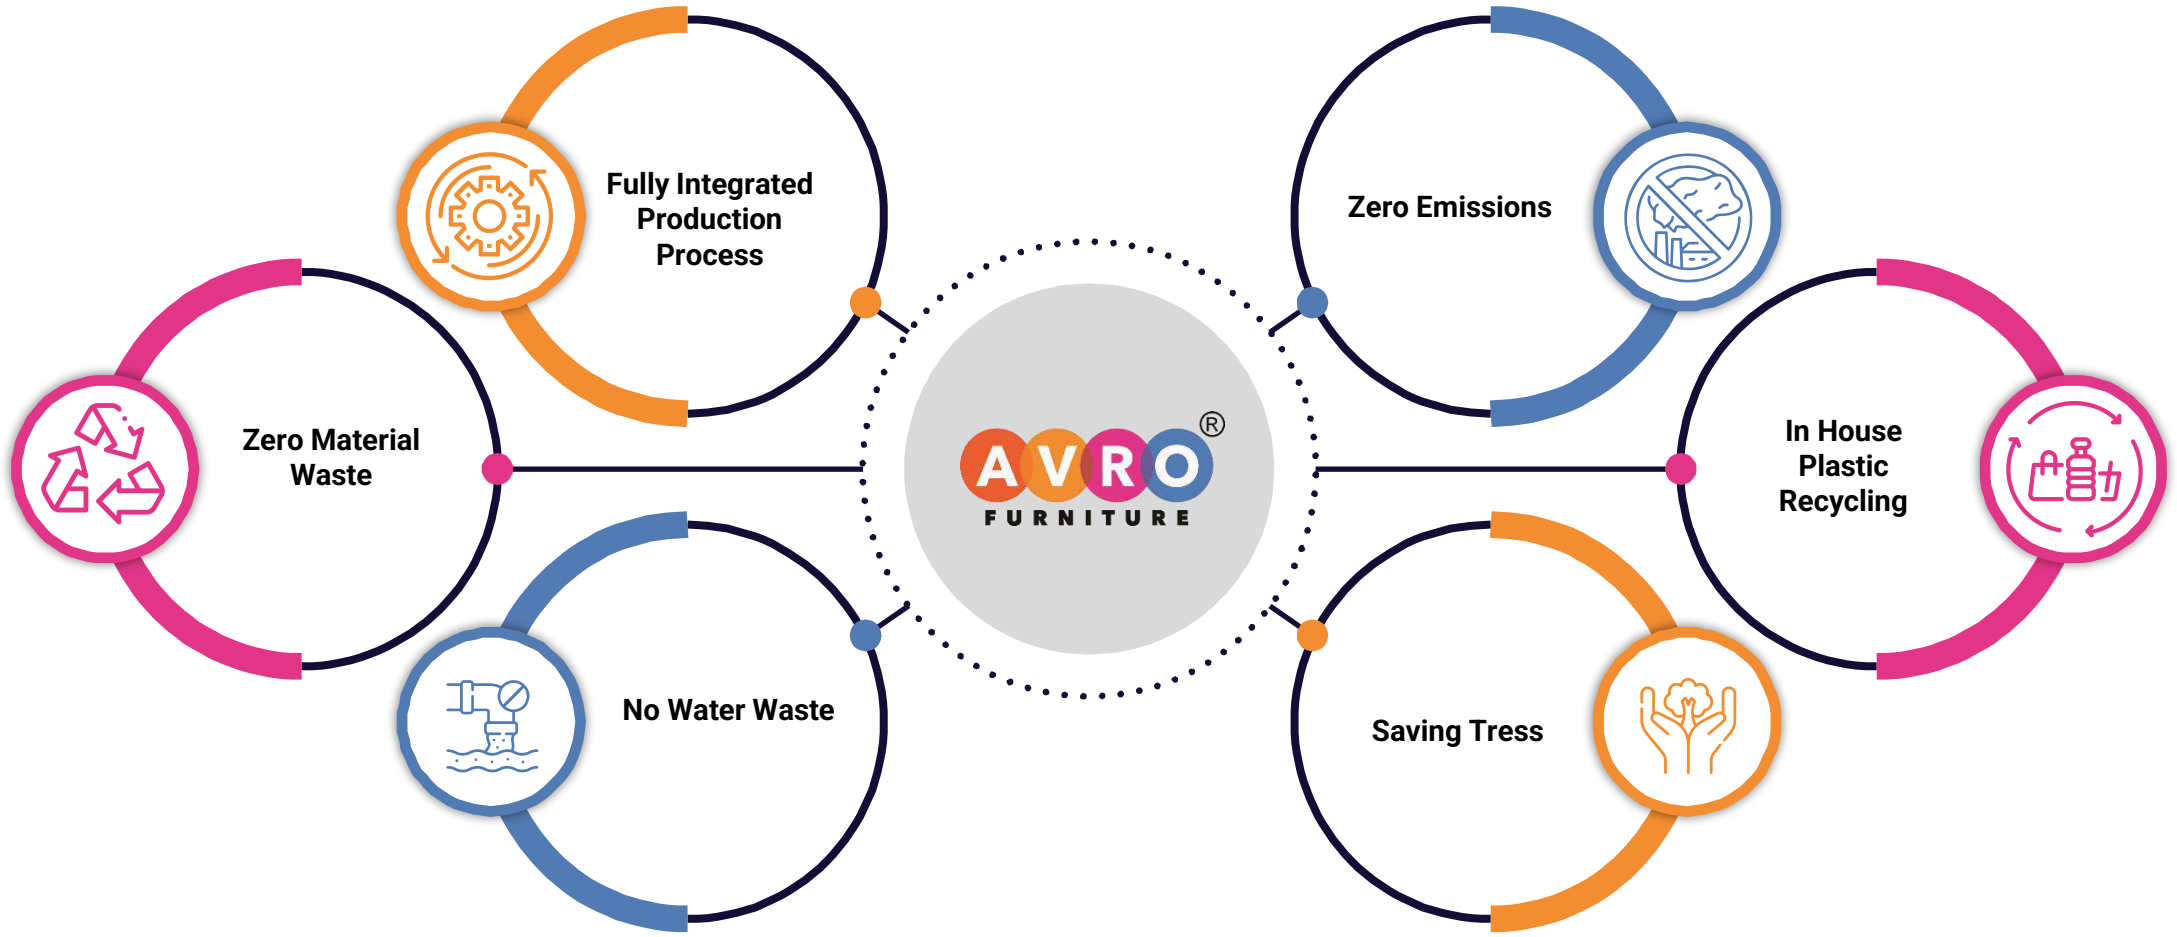 Fully Integrated
Production
Process
Zero Emissions
Zero Material
Waste
AVRO®
FURNITURE
In House
Plastic
Recycling
No Water Waste
Saving Tress